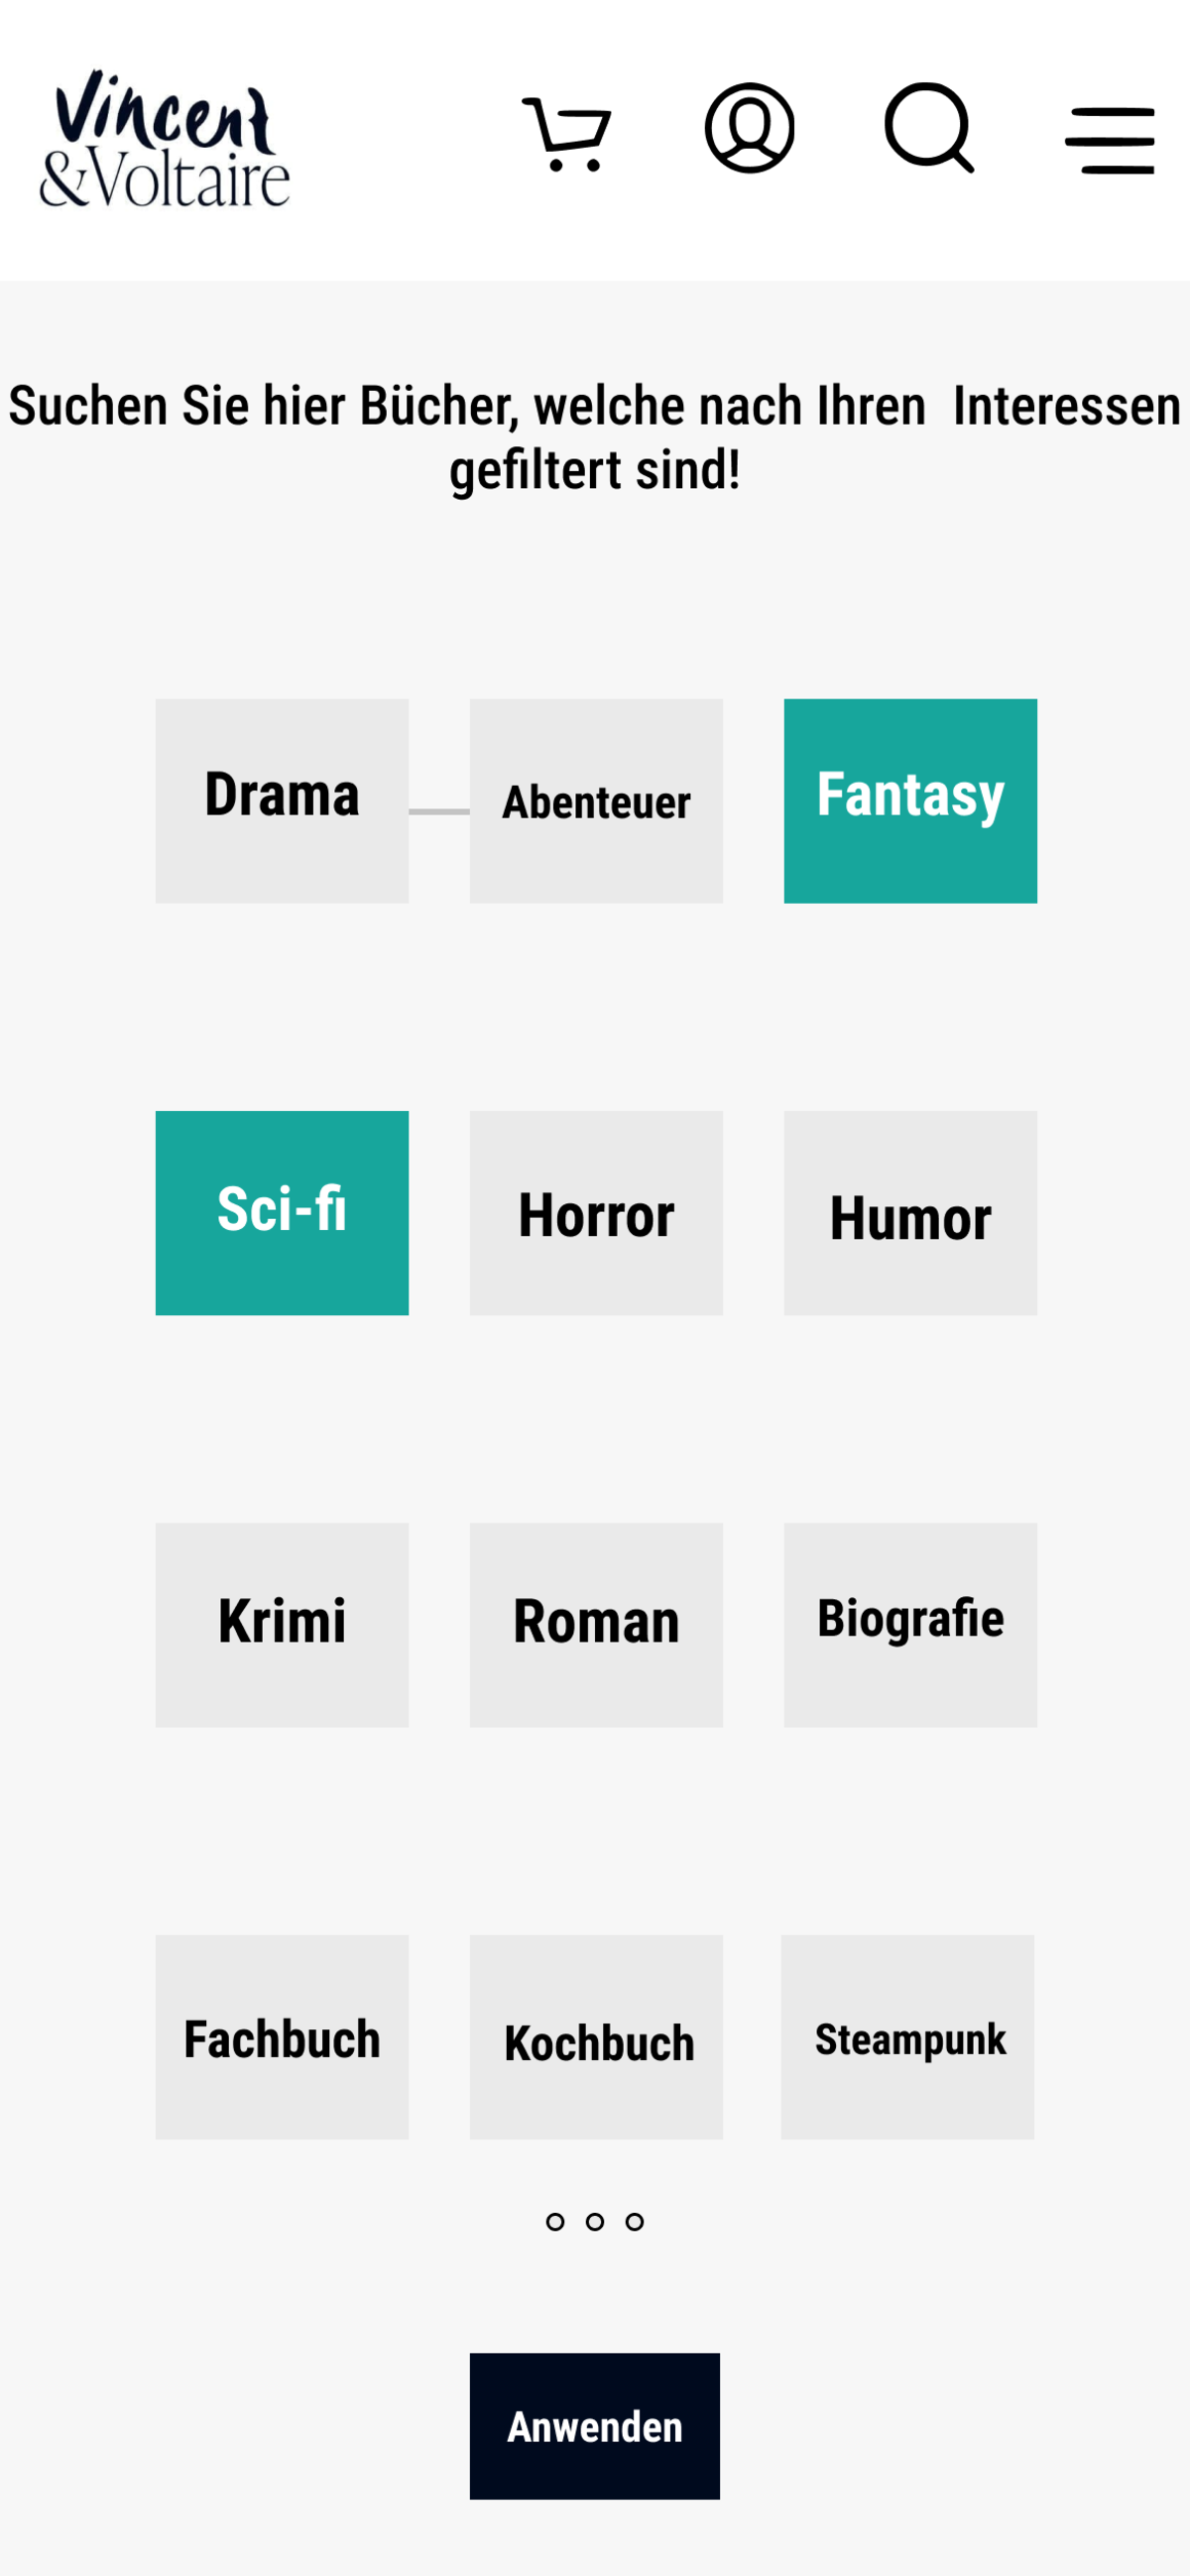 Vincent
&Voltaire
Suchen Sie hier Bücher, welche nach Ihren  Interessen
gefiltert sind!
Drama
Abenteuer
Fantasy
Sci-fi
Horror
Humor
Krimi
Roman
Biografie
Fachbuch
Kochbuch
Steampunk
Anwenden